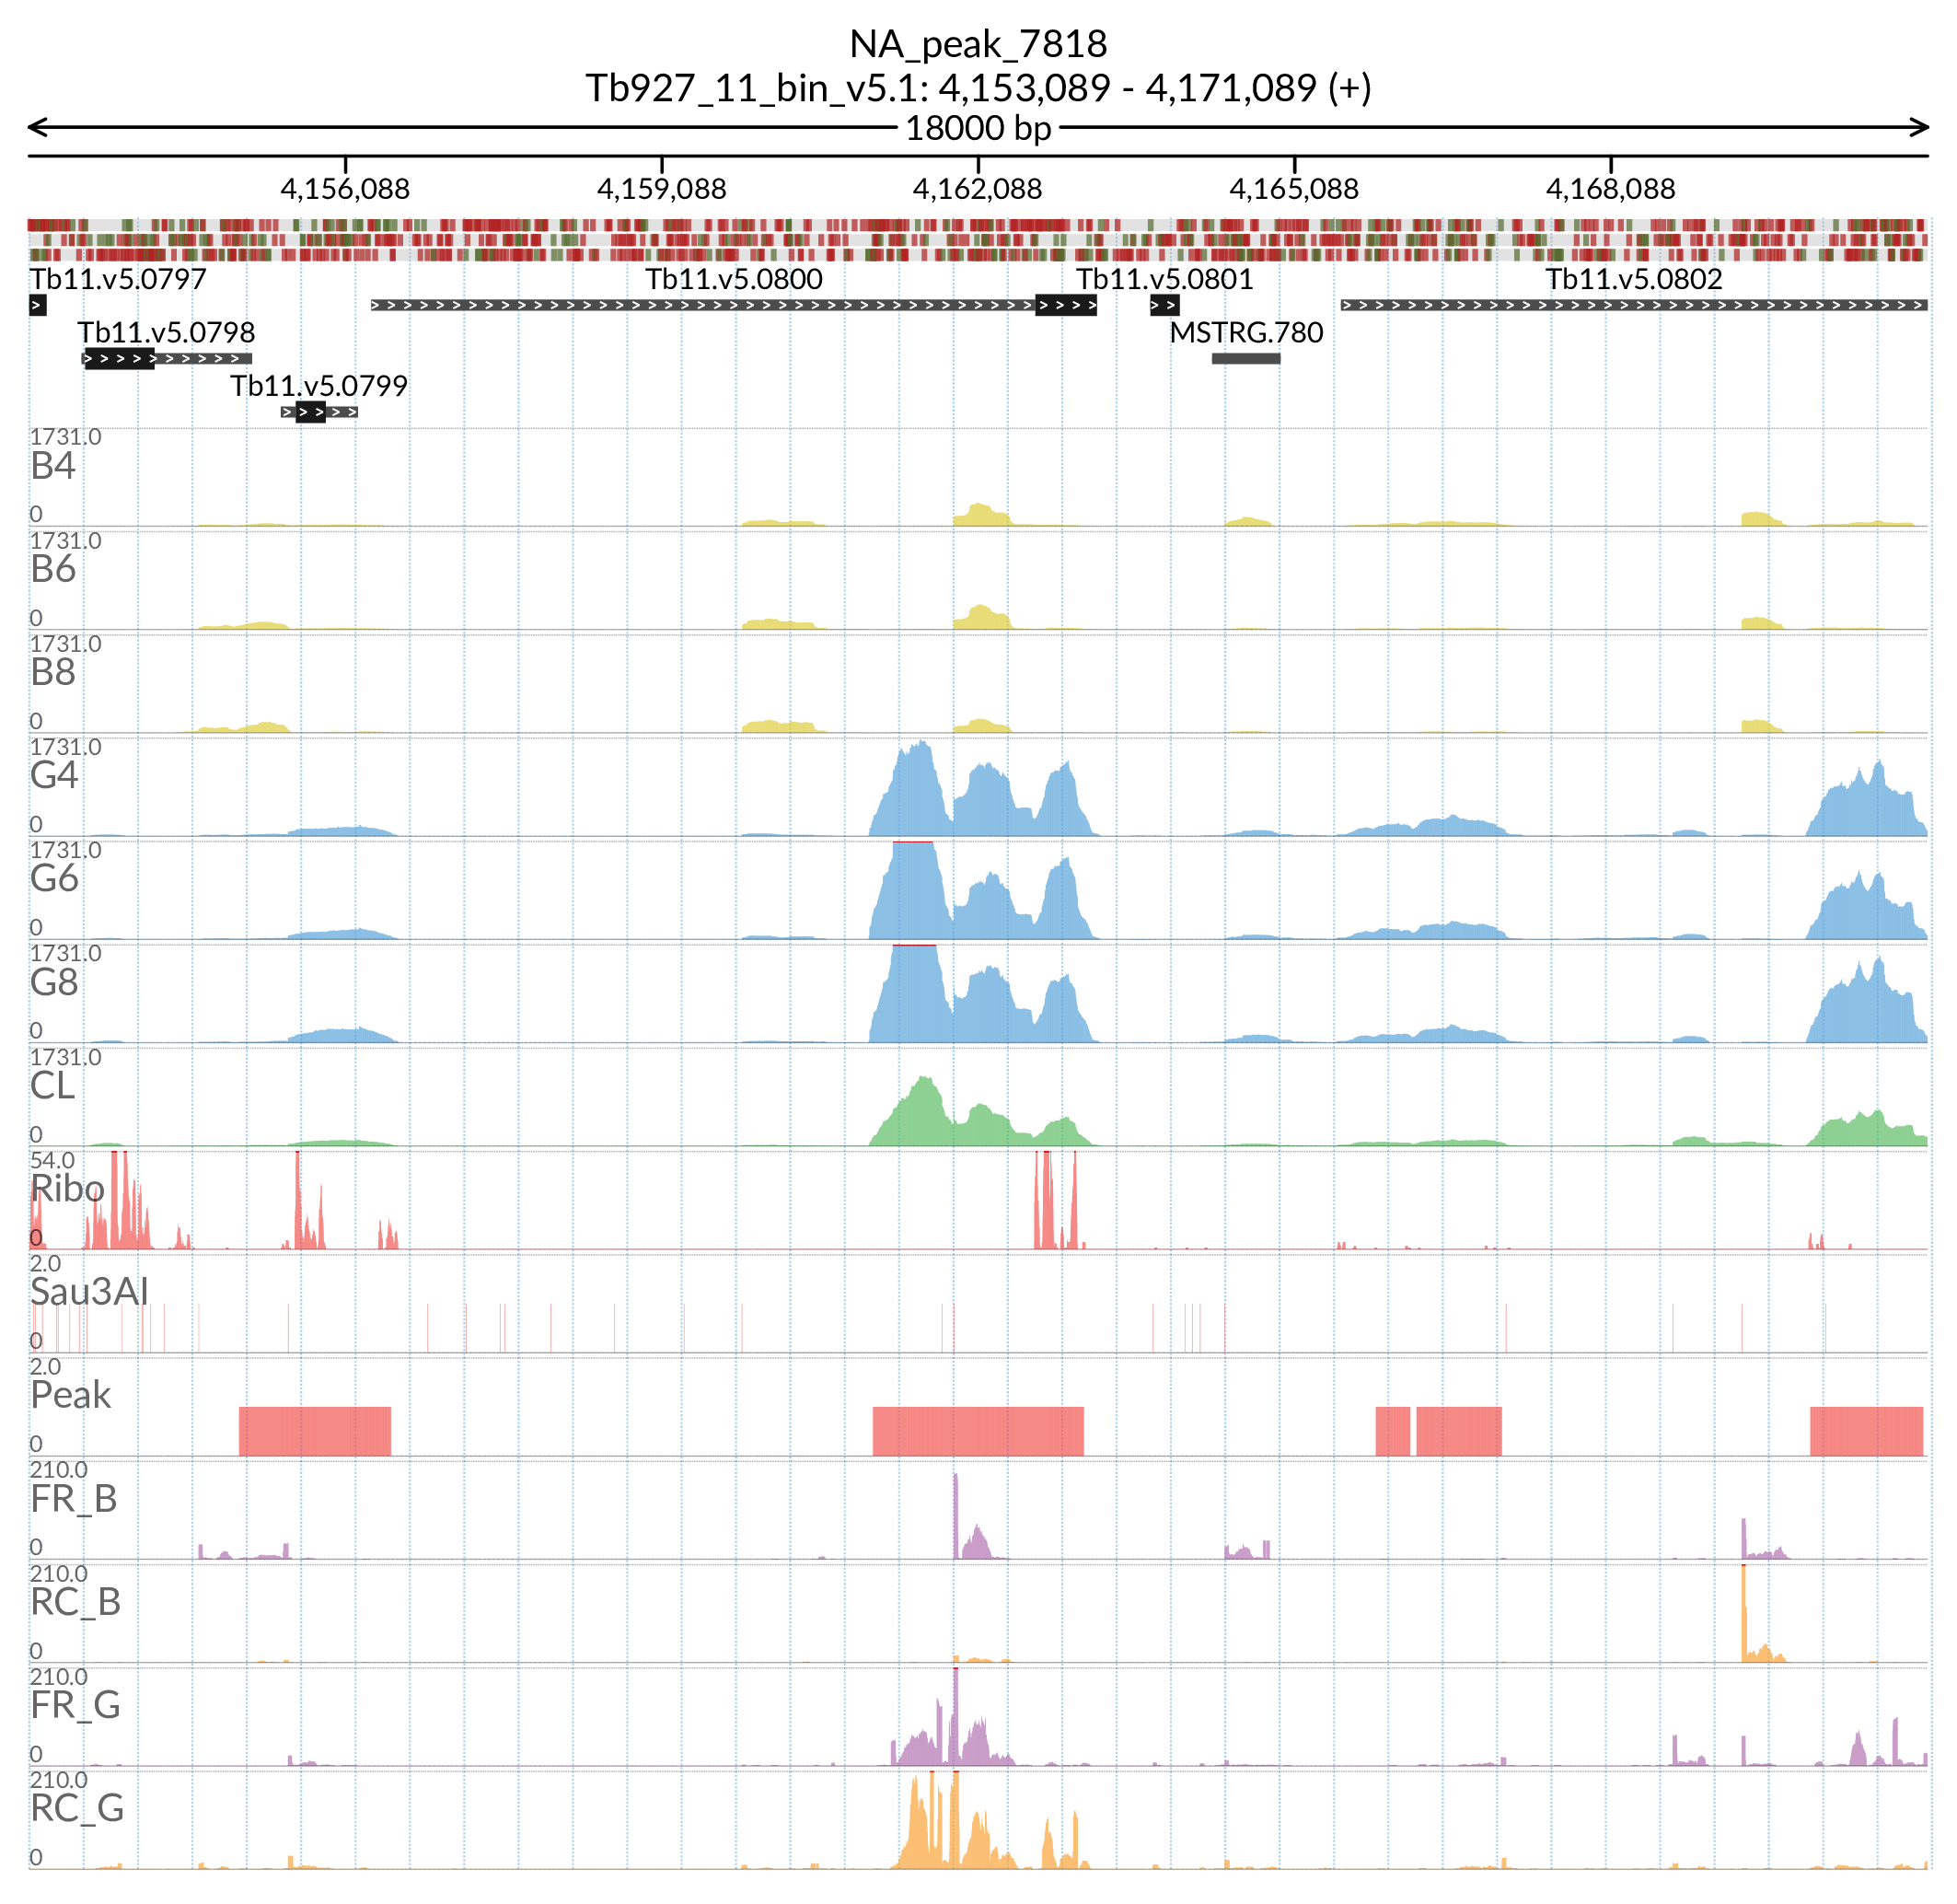 NA_peak_7818
Tb927_11_bin_v5.1: 4,153,089 - 4,171,089 (+)
18000 bp
4,156,088 4,159,088 4,162,088 4,165,088 4,168,088
Tb11.v5.0797 Tb11.v5.0800 Tb11.v5.0801 Tb11.v5.0802
Tb11.v5.0798 MSTRG.780
Tb11.v5.0799
1731.0
B4
0
1731.0
B6
0
1731.0
B8
0
1731.0
G4
0
1731.0
G6
0
1731.0
G8
0
1731.0
CL
0
54.0
Ribo
0
2.0
Sau3AI
0
2.0
Peak
0
210.0
FR_B
0
210.0
RC_B
0
210.0
FR_G
0
210.0
RC_G
0